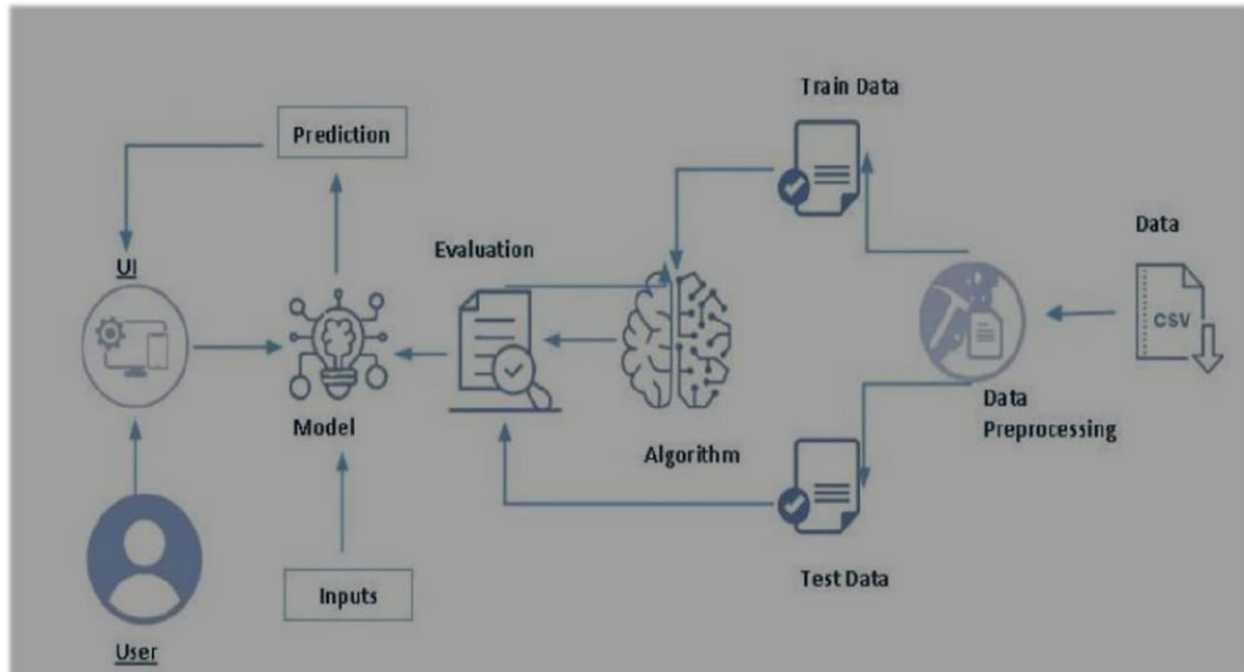 Train Data
Prediction
Data
Evaluation
UI
CSV
Data
Preprocessing
Model
Algorithm
Test Data
Inputs
User